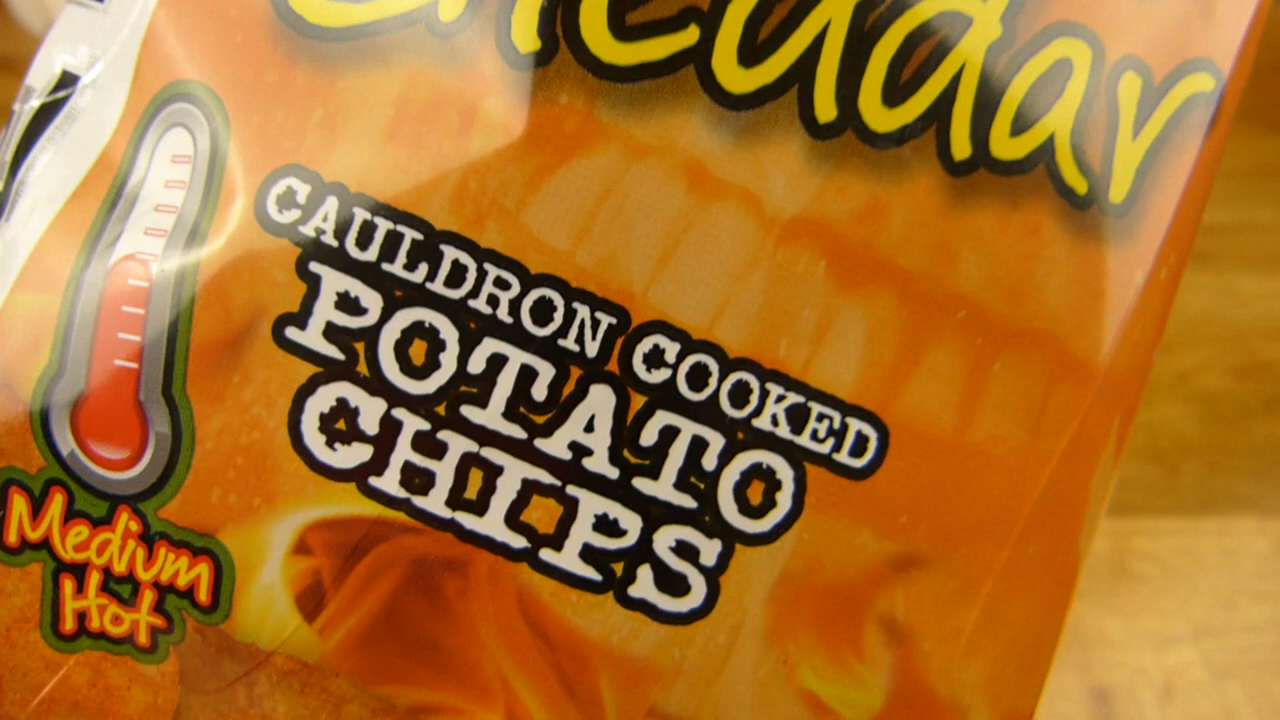 Cheddar
CAULDRON COOKED
POTATO
CHIPS
Medium
Hot